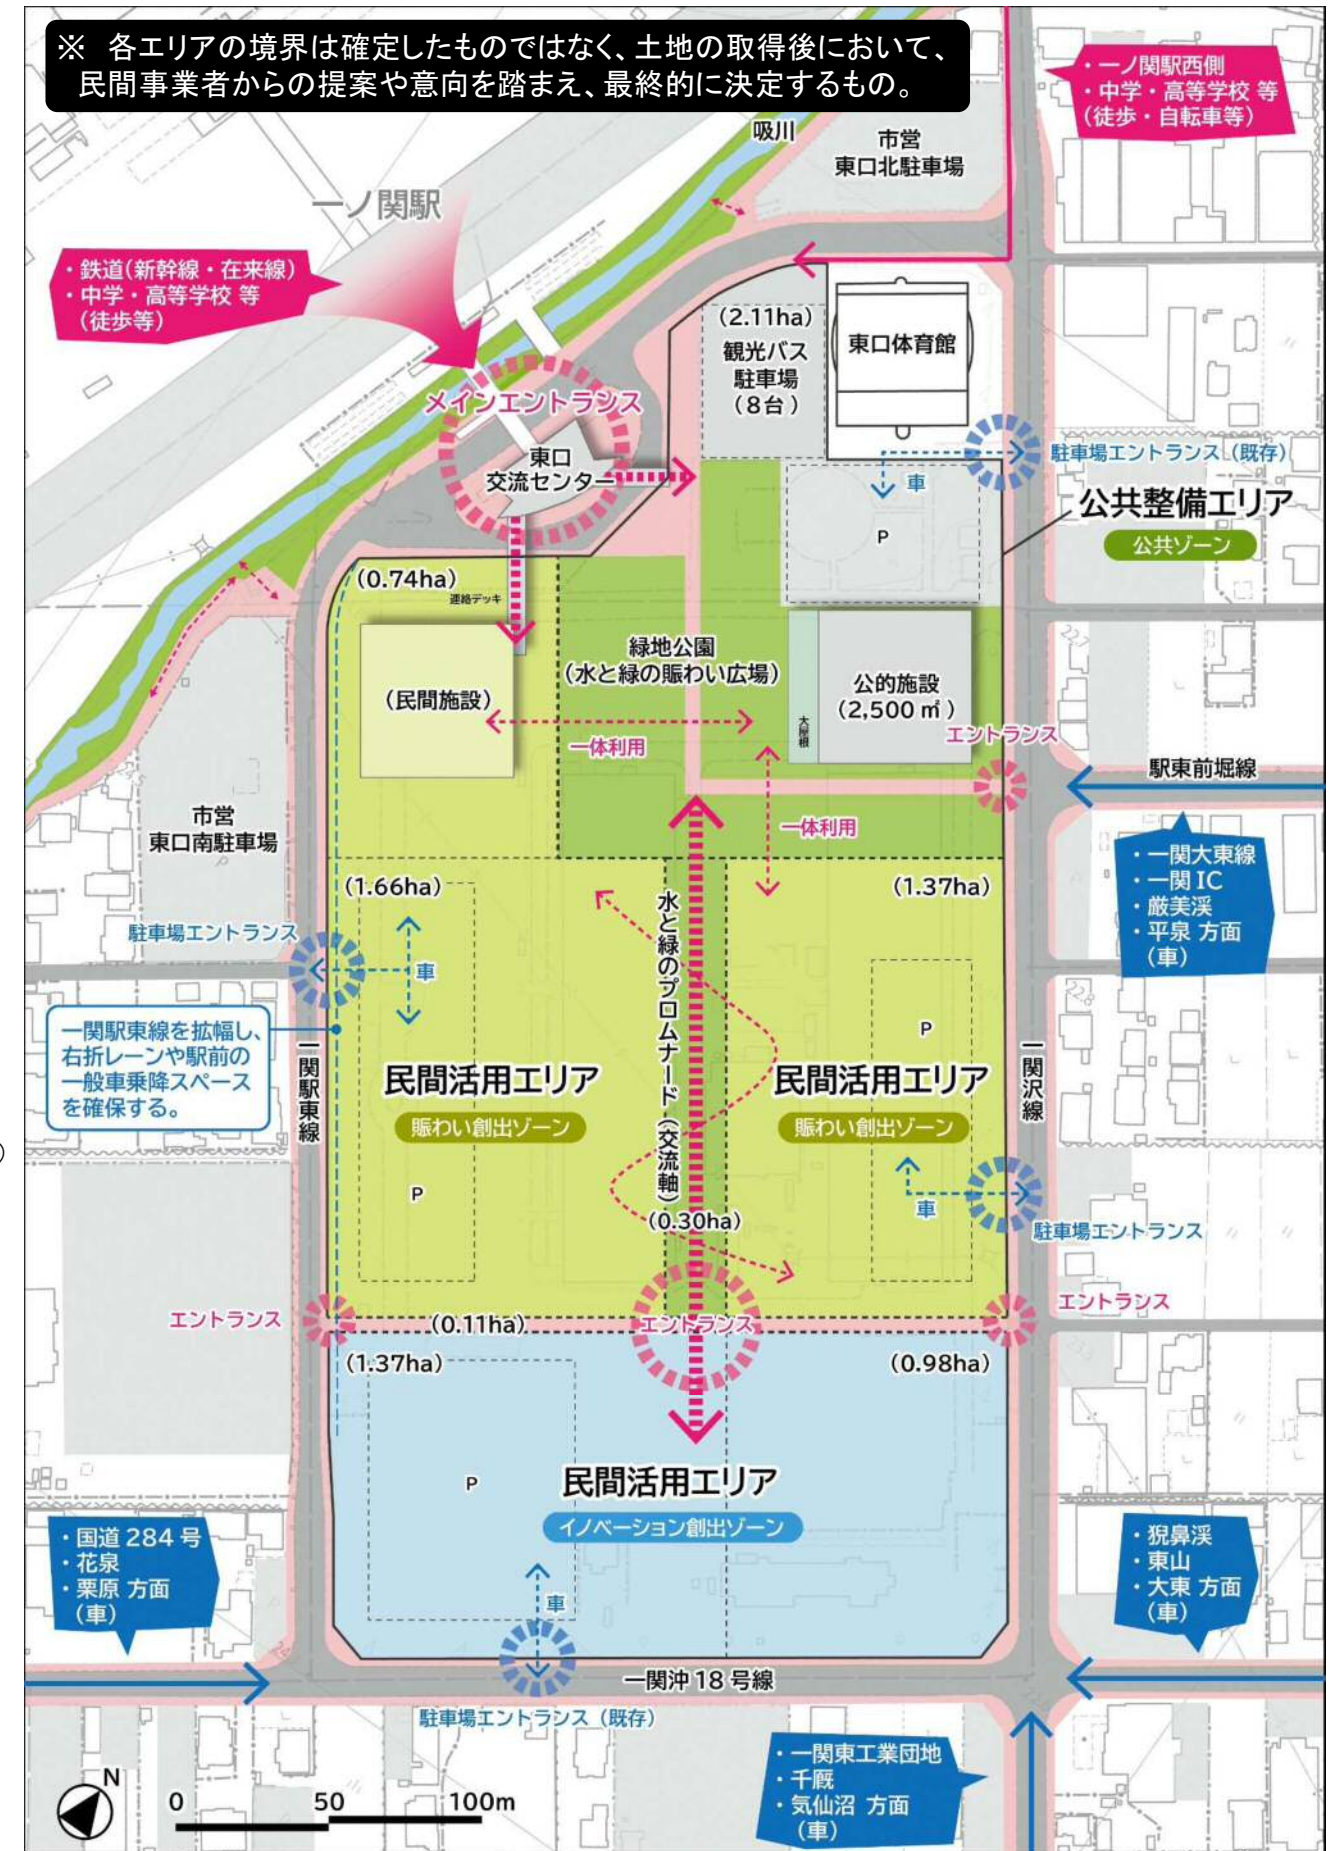 ※ 各エリアの境界は確定したものではなく、土地の取得後において、
民間事業者からの提案や意向を踏まえ、最終的に決定するもの。
・一ノ関駅西側
・中学・高等学校 等
(徒歩・自転車等)
吸川
市営
東口北駐車場
一ノ関駅
・鉄道(新幹線・在来線)
・中学・高等学校 等
(徒歩等)
(2.11ha)
観光バス
駐車場
(8台)
東口体育館
メインエントランス
東口
交流センター
車
駐車場エントランス(既存)
公共整備エリア
公共ゾーン
P
(0.74ha)
連絡デッキ
緑地公園
(水と緑の賑わい広場)
(民間施設)
公的施設
(2,500㎡)
大屋根
一体利用
エントランス
駅東前堀線
市営
東口南駐車場
一体利用
・一関大東線
・一関IC
・厳美渓
・平泉 方面
(車)
(1.66ha)
(1.37ha)
駐車場エントランス
車
水と緑のプロムナード(交流軸)
(0.30ha)
一関駅東線を拡幅し、
右折レーンや駅前の
一般車乗降スペース
を確保する。
一関駅東線
民間活用エリア
賑わい創出ゾーン
P
P
民間活用エリア
賑わい創出ゾーン
一関沢線
車
駐車場エントランス
エントランス
(0.11ha)
エントランス
エントランス
(1.37ha)
(0.98ha)
P
民間活用エリア
イノベーション創出ゾーン
車
・国道284号
・花泉
・栗原 方面
(車)
・猊鼻渓
・東山
・大東 方面
(車)
一関沖18号線
駐車場エントランス(既存)
・一関東工業団地
・千厩
・気仙沼 方面
(車)
N
0 50 100m